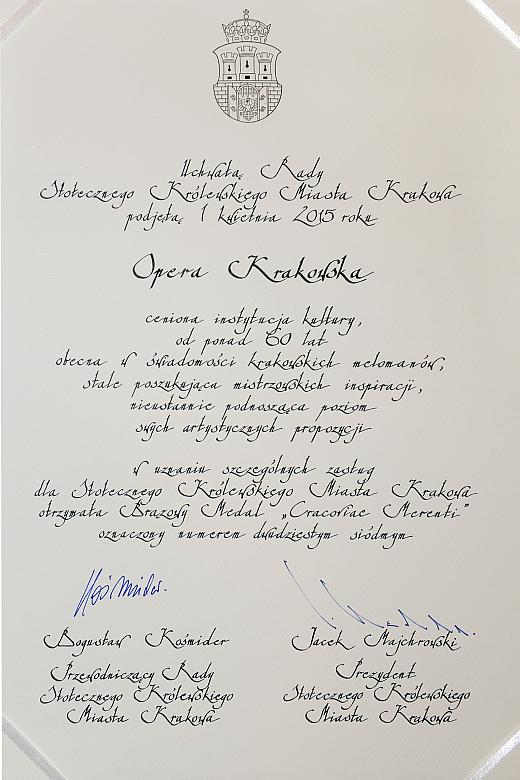 Uchwałą Rady
Stołecznego Królewskiego Miasta Krakowa
podjętą 1 kwietnia 2015 roku
Opera Krakowska
ceniona instytucja kultury,
od ponad 60 lat
obecna w świadomości krakowskich melomanów,
stale poszukująca mistrzowskich inspiracji,
nieustannie podnosząca poziom
swych artystycznych propozycji
w uznaniu szczególnych zasług
dla Stołecznego Królewskiego Miasta Krakowa
otrzymała Brązowy Medal „Cracoviae Merenti”
oznaczony numerem dwudziestym siódmym
Kośmider
Bogusław Kośmider Jacek Majchrowski
Przewodniczący Rady Prezydent
Stołecznego Królewskiego Stołecznego Królewskiego
Miasta Krakowa Miasta Krakowa